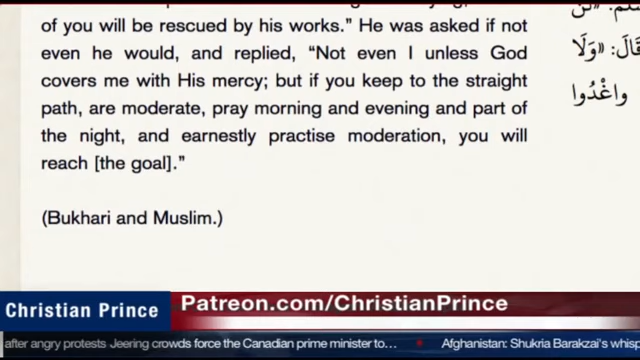 of you will be rescued by his works.” He was asked if not
even he would, and replied, “Not even I unless God
covers me with His mercy; but if you keep to the straight
path, are moderate, pray morning and evening and part of
the night, and earnestly practise moderation, you will
reach [the goal].”
(Bukhari and Muslim.)
«لَن
قَالَ: «وَلَا
وَاغْدُوا
Christian Prince
Patreon.com/ChristianPrince
after angry protests Jeering crowds force the Canadian prime minister to… • Afghanistan: Shukria Barakzai's whisp